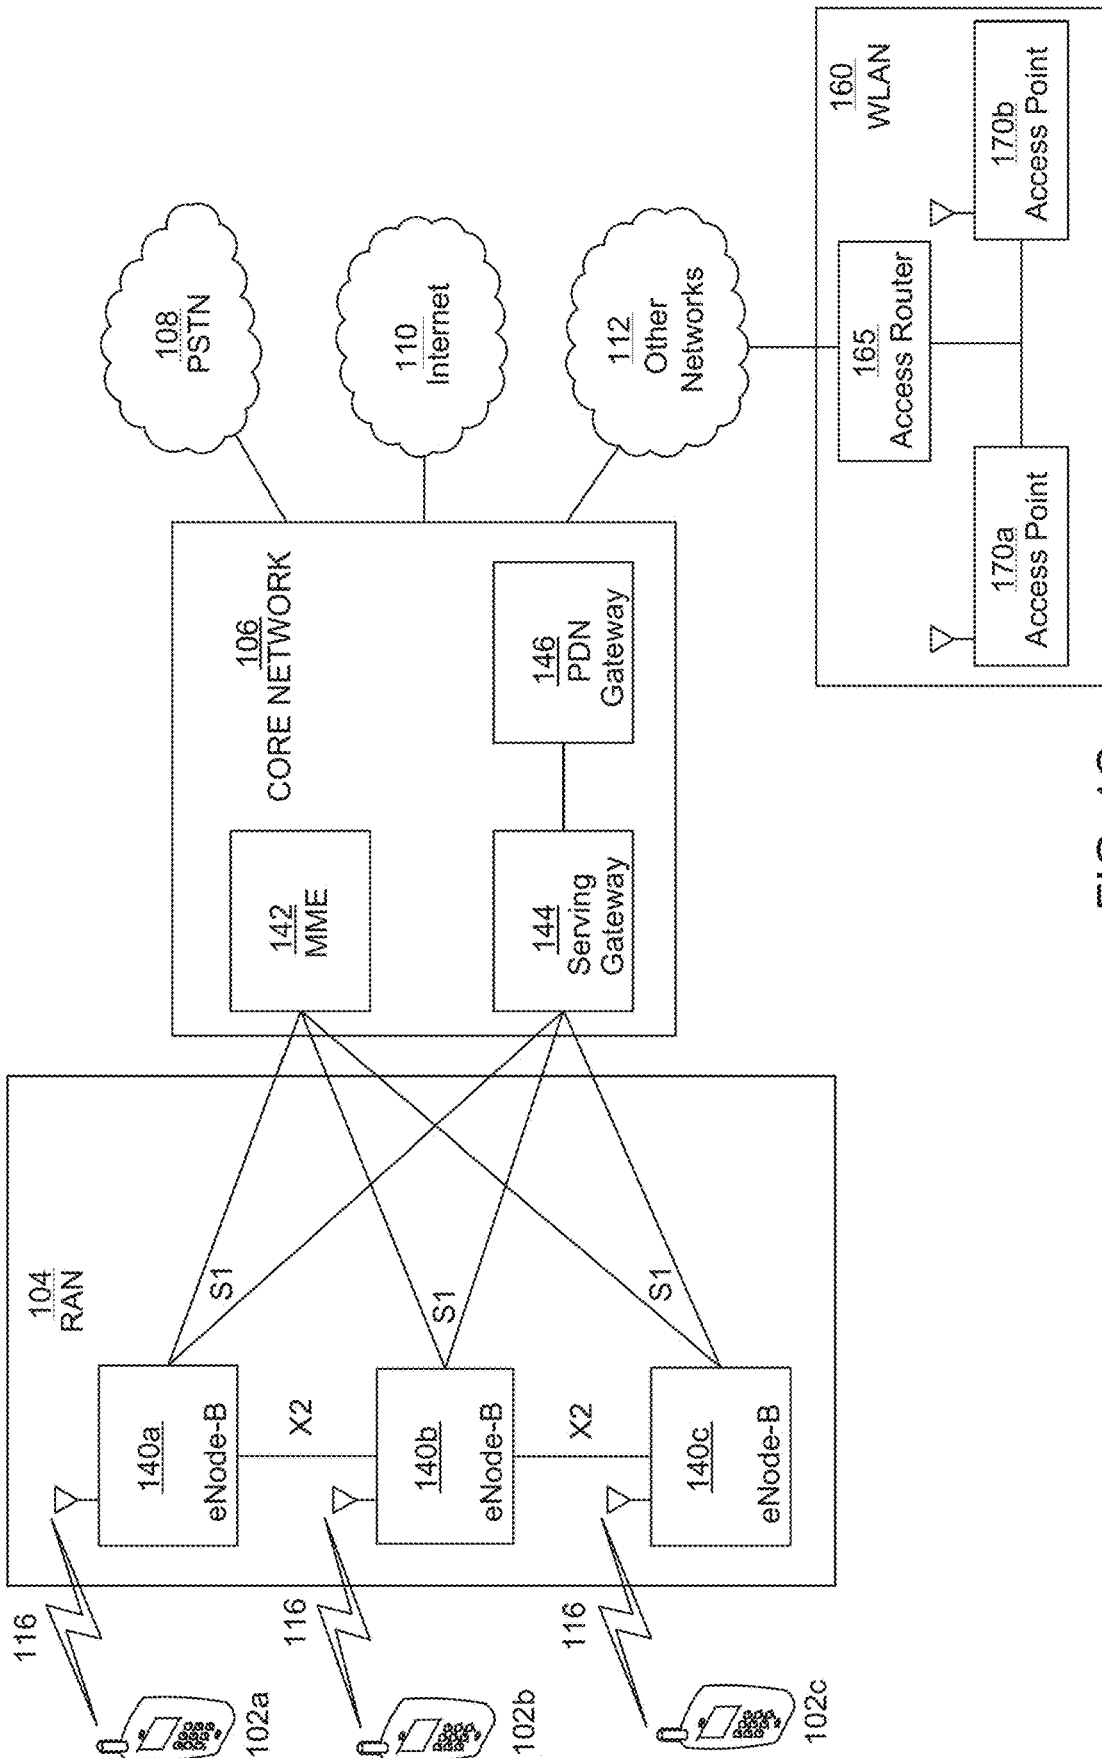 116
102a
116
102b
116
102c
104
RAN
140a
eNode-B
X2
140b
eNode-B
X2
140c
eNode-B
S1
S1
S1
106
CORE NETWORK
142
MME
144
Serving
Gateway
146
PDN
Gateway
108
PSTN
110
Internet
112
Other
Networks
160
WLAN
165
Access Router
170a
Access Point
170b
Access Point